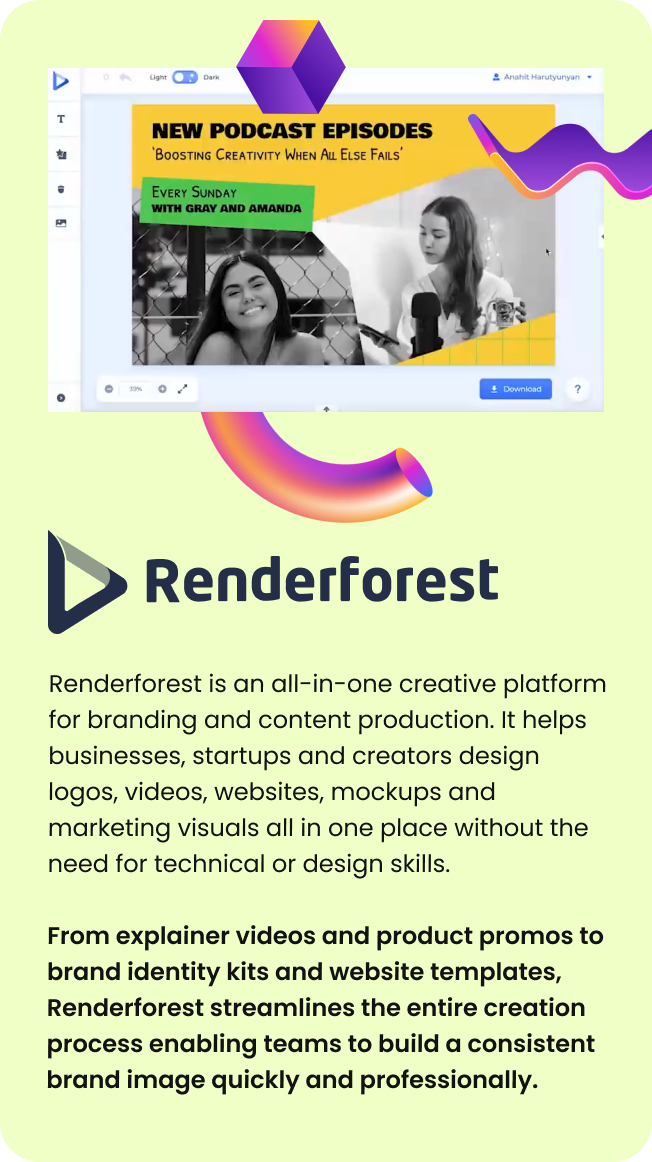 Light Dark
Anahit Harutyunyan
T
NEW PODCAST EPISODES
'BOOSTING CREATIVITY WHEN ALL ELSE FAILS'
EVERY SUNDAY
WITH GRAY AND AMANDA
39%
Download
?
Renderforest
Renderforest is an all-in-one creative platform
for branding and content production. It helps
businesses, startups and creators design
logos, videos, websites, mockups and
marketing visuals all in one place without the
need for technical or design skills.
From explainer videos and product promos to
brand identity kits and website templates,
Renderforest streamlines the entire creation
process enabling teams to build a consistent
brand image quickly and professionally.